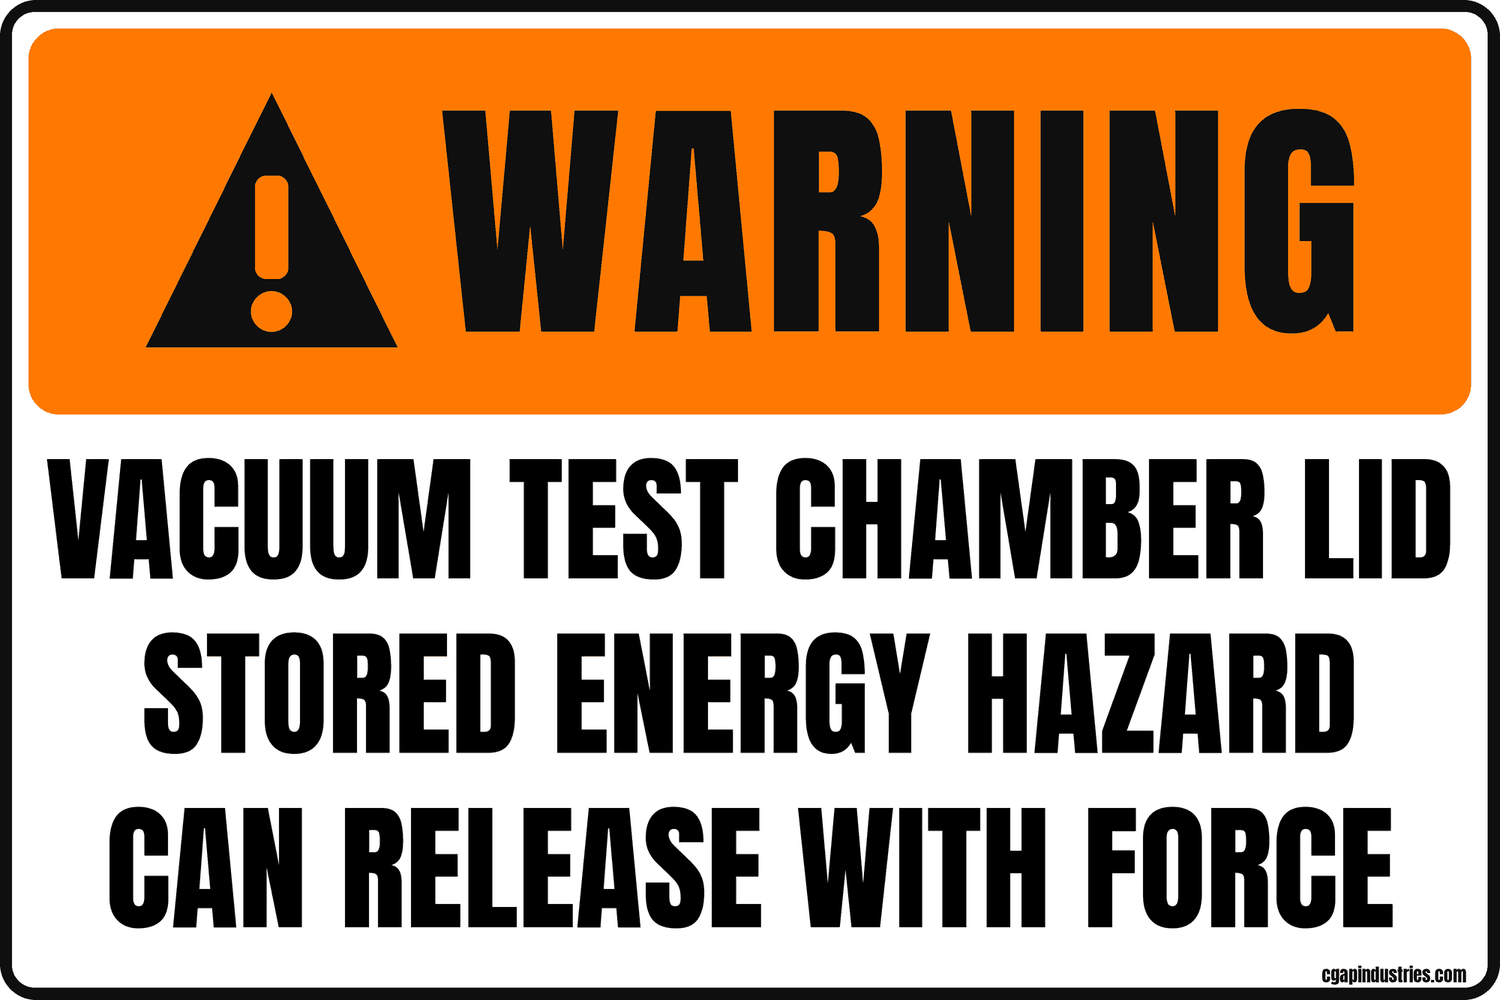 WARNING
VACUUM TEST CHAMBER LID
STORED ENERGY HAZARD
CAN RELEASE WITH FORCE
cgapindustries.com